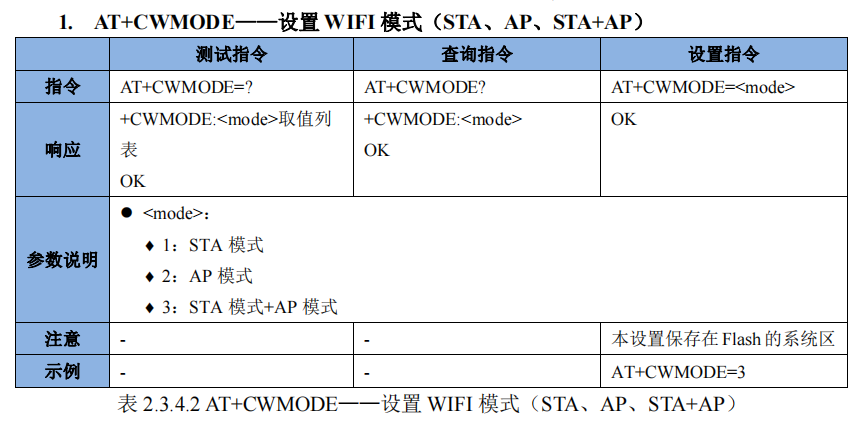 1. AT+CWMODE——设置 WIFI 模式（STA、AP、STA+AP）
测试指令 查询指令 设置指令
指令 AT+CWMODE=? AT+CWMODE? AT+CWMODE=<mode>
响应 +CWMODE:<mode>取值列表 +CWMODE:<mode> OK
OK OK
参数说明 ● <mode>：
♦ 1：STA 模式
♦ 2：AP 模式
♦ 3：STA 模式+AP 模式
注意 - - 本设置保存在 Flash 的系统区
示例 - - AT+CWMODE=3
表 2.3.4.2 AT+CWMODE——设置 WIFI 模式（STA、AP、STA+AP）